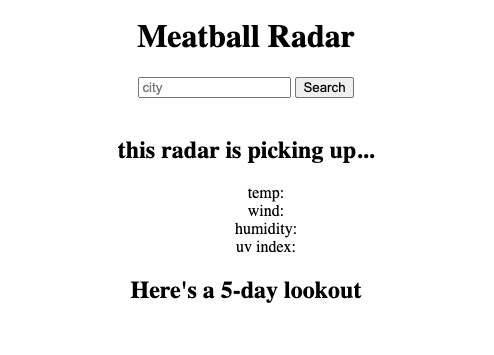 Meatball Radar
city
Search
this radar is picking up...
temp:
wind:
humidity:
uv index:
Here's a 5-day lookout